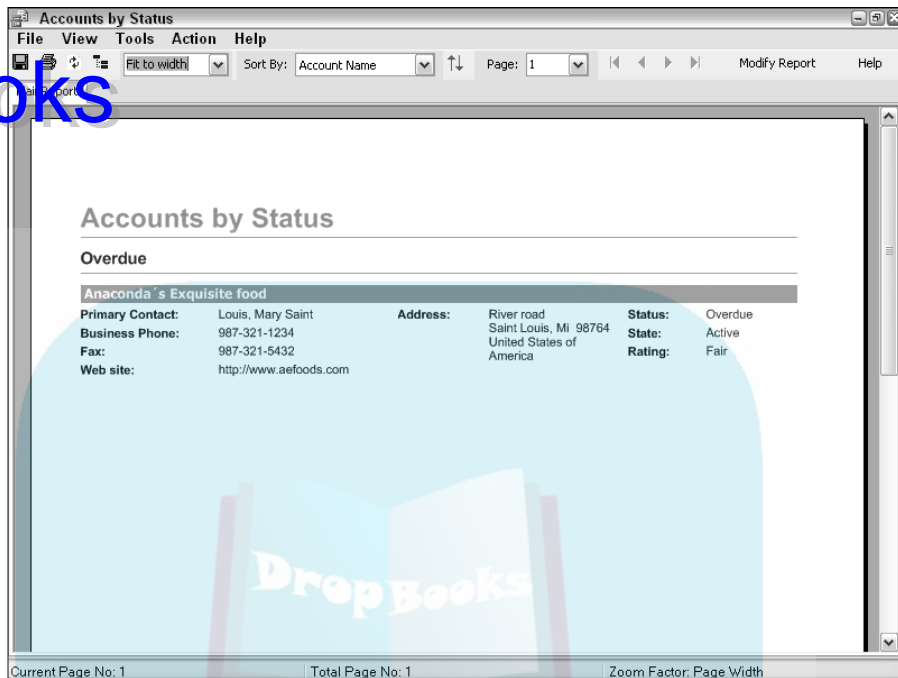 Accounts by Status
File View Tools Action Help
Fit to width Sort By: Account Name Page: 1 Modify Report Help
oks
Main Report
Accounts by Status
Overdue
Anaconda´s Exquisite food
Primary Contact: Louis, Mary Saint Address: River road Status: Overdue
Business Phone: 987-321-1234 Saint Louis, Mi 98764 State: Active
Fax: 987-321-5432 United States of America Rating: Fair
Web site: http://www.aefoods.com
DropBooks
Current Page No: 1 Total Page No: 1 Zoom Factor: Page Width